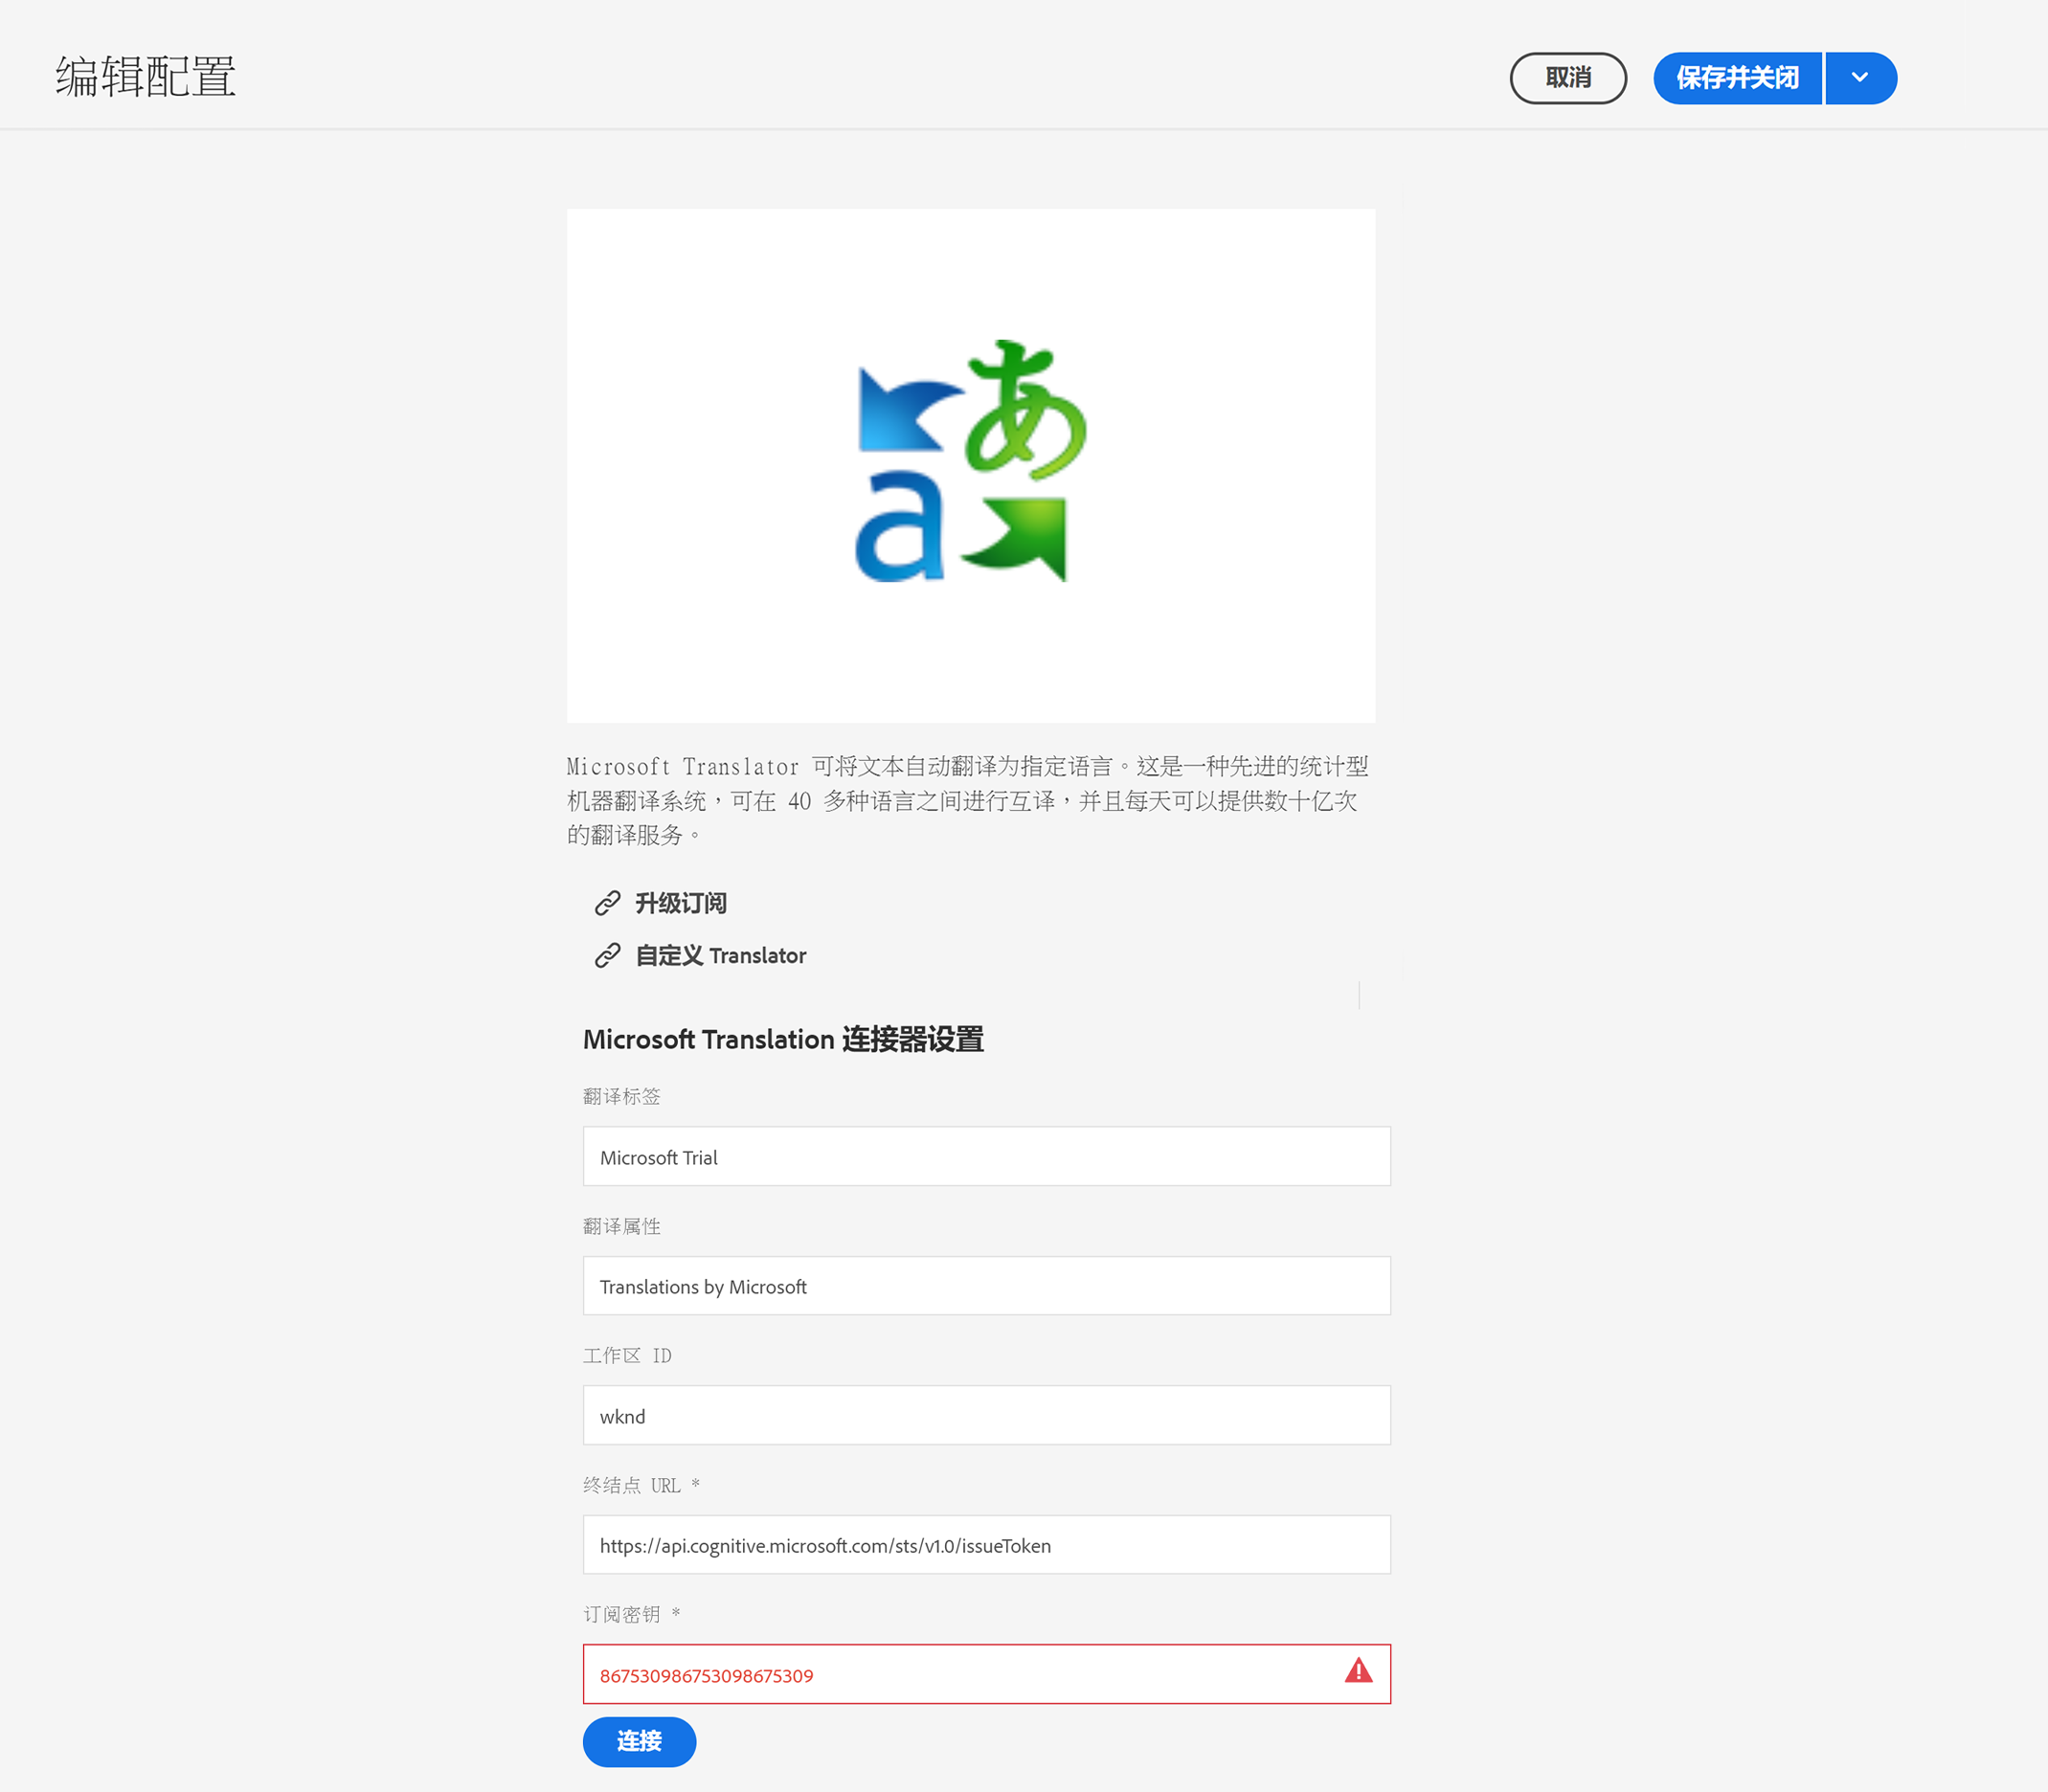 编辑配置
取消
保存并关闭
あ
a
Microsoft Translator 可将文本自动翻译为指定语言。这是一种先进的统计型
机器翻译系统，可在 40 多种语言之间进行互译，并且每天可以提供数十亿次
的翻译服务。
升级订阅
自定义 Translator
Microsoft Translation 连接器设置
翻译标签
Microsoft Trial
翻译属性
Translations by Microsoft
工作区 ID
wknd
终结点 URL *
https://api.cognitive.microsoft.com/sts/v1.0/issueToken
订阅密钥 *
867530986753098675309
连接